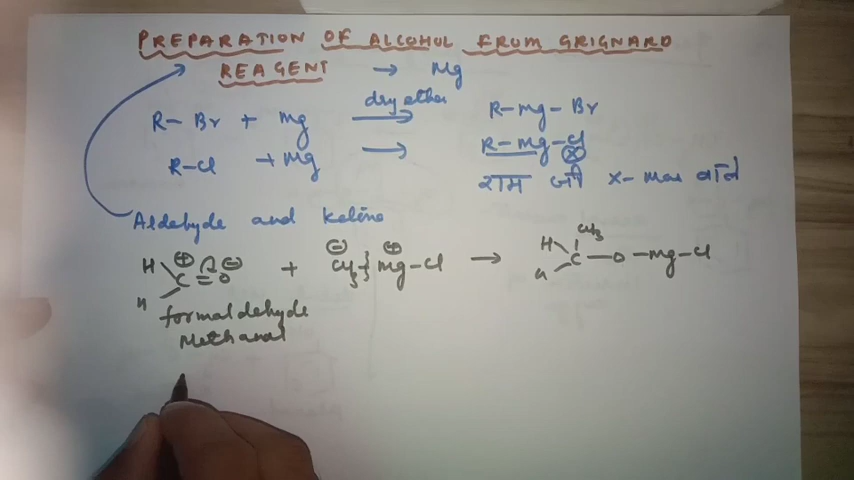 PREPARATION OF ALCOHOL FROM GRIGNARD
REAGENT → Mg
R - Br + Mg dry ether → R - Mg - Br
R - Cl + Mg → R - Mg - Cl
X
राम जी X - Mas वाले
Aldehyde and Ketone
H H C = O + CH3 Mg - Cl → H H CH3 C - O - Mg - Cl
formaldehyde
Methanal